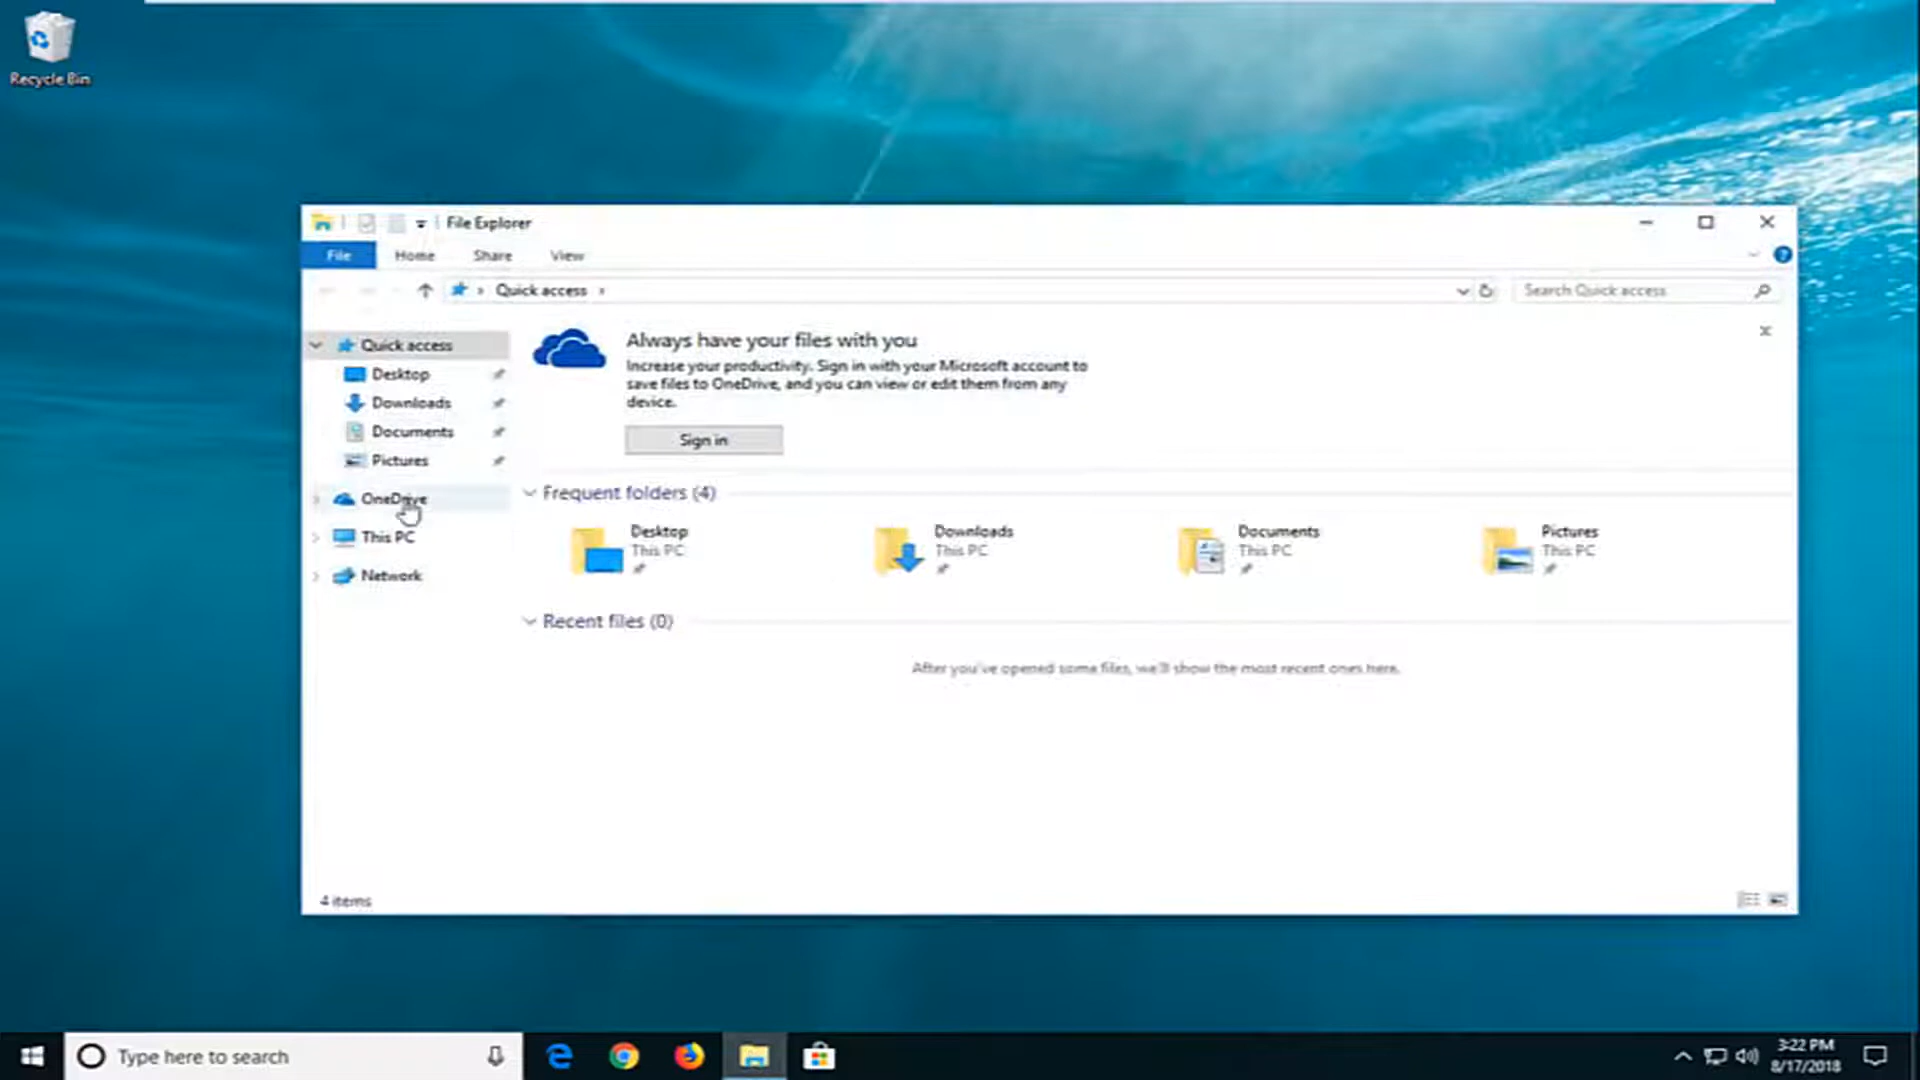 Recycle Bin
File Explorer
File Home Share View
Quick access
Search Quick access
Quick access
Desktop
Downloads
Documents
Pictures
OneDrive
This PC
Network
Always have your files with you
Increase your productivity. Sign in with your Microsoft account to
save files to OneDrive, and you can view or edit them from any
device.
Sign in
Frequent folders (4)
Desktop
This PC
Downloads
This PC
Documents
This PC
Pictures
This PC
Recent files (0)
After you've opened some files, we'll show the most recent ones here.
4 items
Type here to search
3:22 PM
8/17/2018